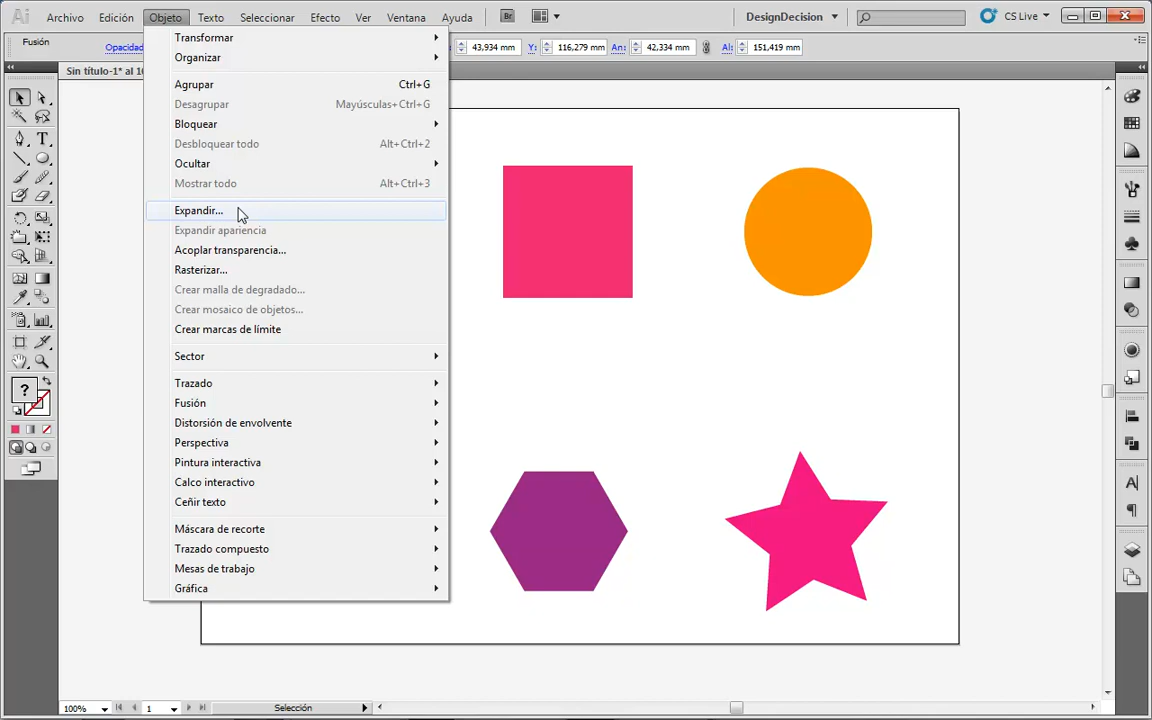 Ai Archivo Edición Objeto Texto Seleccionar Efecto Ver Ventana Ayuda Br DesignDecision CS Live
Fusión Opacidad 43,934 mm Y: 116,279 mm An: 42,334 mm Al: 151,419 mm
Sin título-1* al 10
Transformar
Organizar
Agrupar Ctrl+G
Desagrupar Mayúsculas+Ctrl+G
Bloquear
Desbloquear todo Alt+Ctrl+2
Ocultar
Mostrar todo Alt+Ctrl+3
Expandir...
Expandir apariencia
Acoplar transparencia...
Rasterizar...
Crear malla de degradado...
Crear mosaico de objetos...
Crear marcas de límite
Sector
Trazado
Fusión
Distorsión de envolvente
Perspectiva
Pintura interactiva
Calco interactivo
Ceñir texto
Máscara de recorte
Trazado compuesto
Mesas de trabajo
Gráfica
?
100% 1 Selección